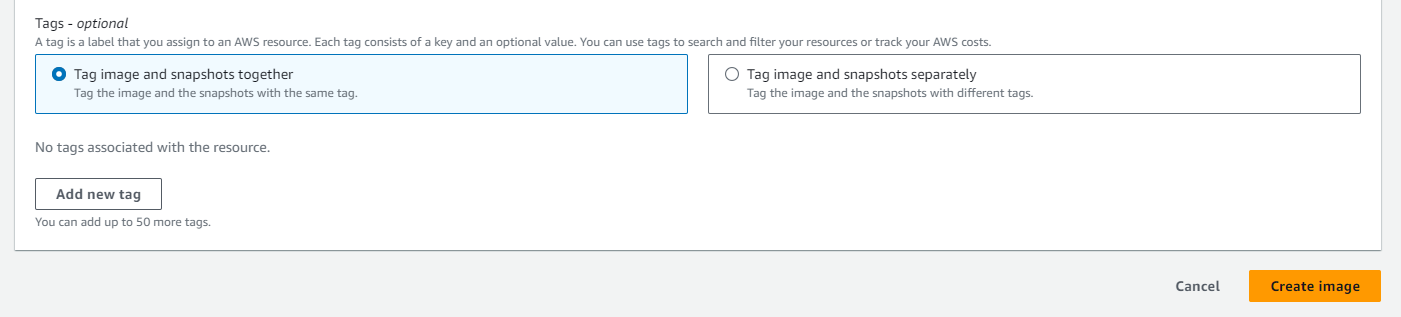 Tags - optional
A tag is a label that you assign to an AWS resource. Each tag consists of a key and an optional value. You can use tags to search and filter your resources or track your AWS costs.
Tag image and snapshots together
Tag the image and the snapshots with the same tag.
Tag image and snapshots separately
Tag the image and the snapshots with different tags.
No tags associated with the resource.
Add new tag
You can add up to 50 more tags.
Cancel
Create image